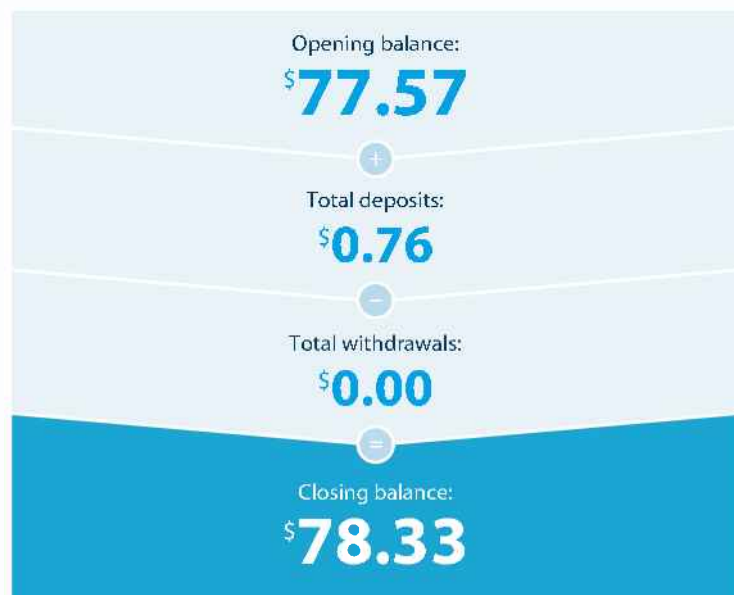 Opening balance:
$77.57
+
Total deposits:
$0.76
−
Total withdrawals:
$0.00
=
Closing balance:
$78.33